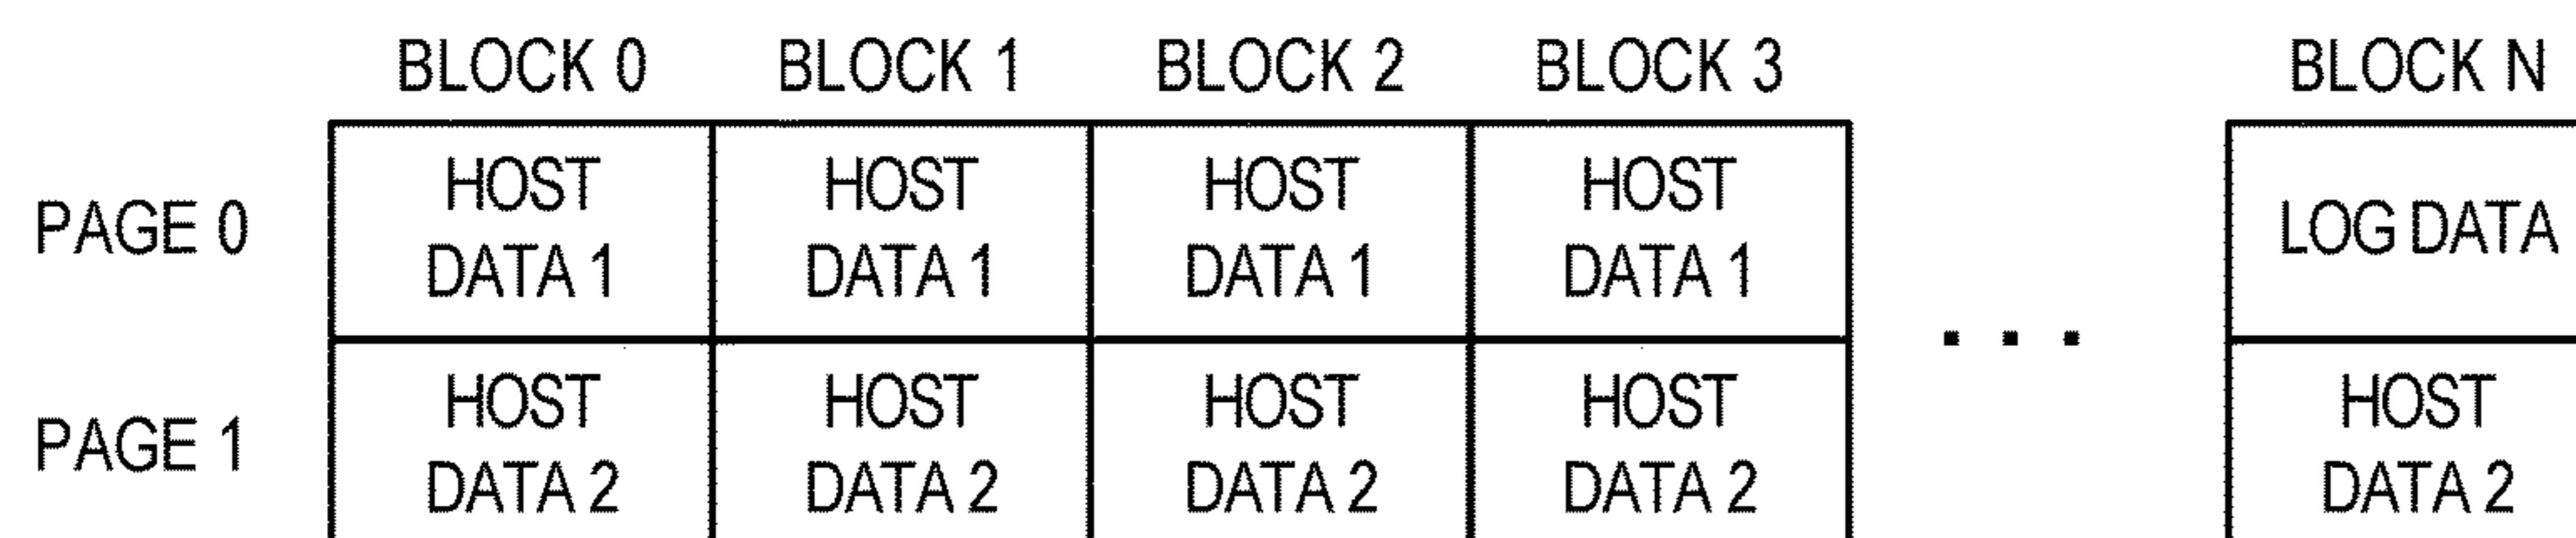 BLOCK 0 BLOCK 1 BLOCK 2 BLOCK 3 BLOCK N
PAGE 0
HOST DATA 1
HOST DATA 1
HOST DATA 1
HOST DATA 1
. . .
LOG DATA
PAGE 1
HOST DATA 2
HOST DATA 2
HOST DATA 2
HOST DATA 2
HOST DATA 2